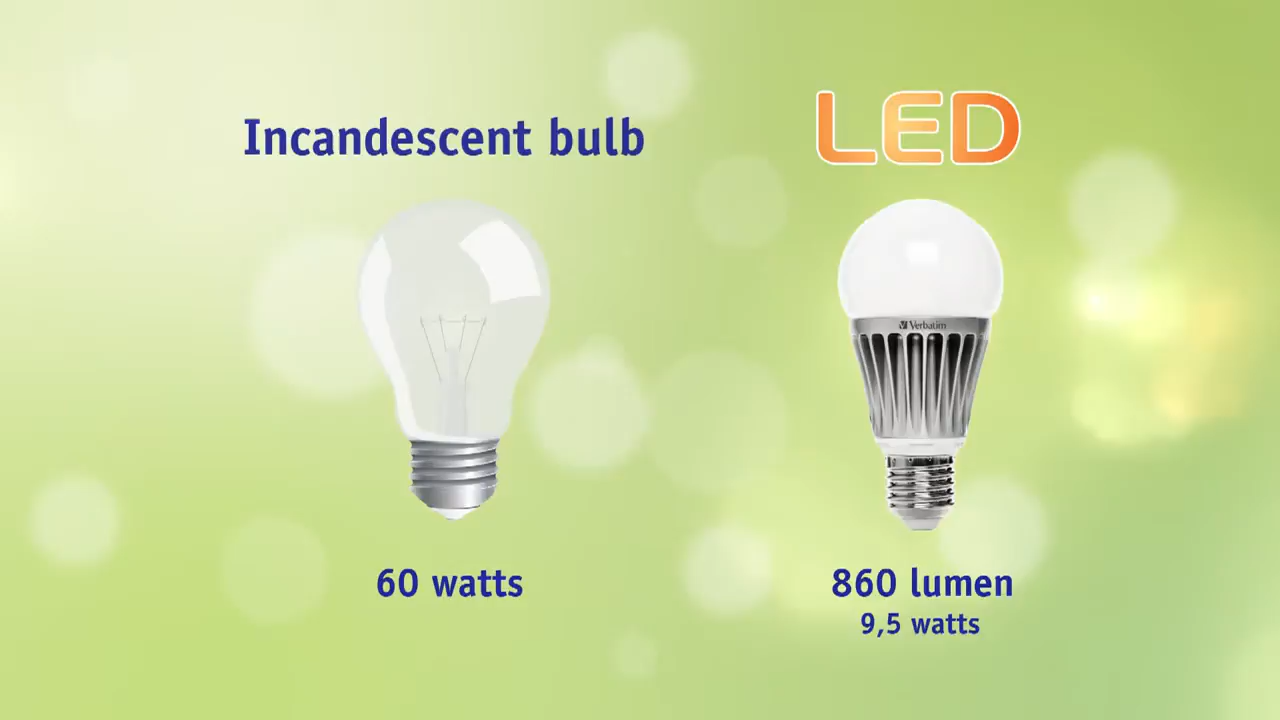 Incandescent bulb
LED
Verbatim
60 watts
860 lumen
9,5 watts